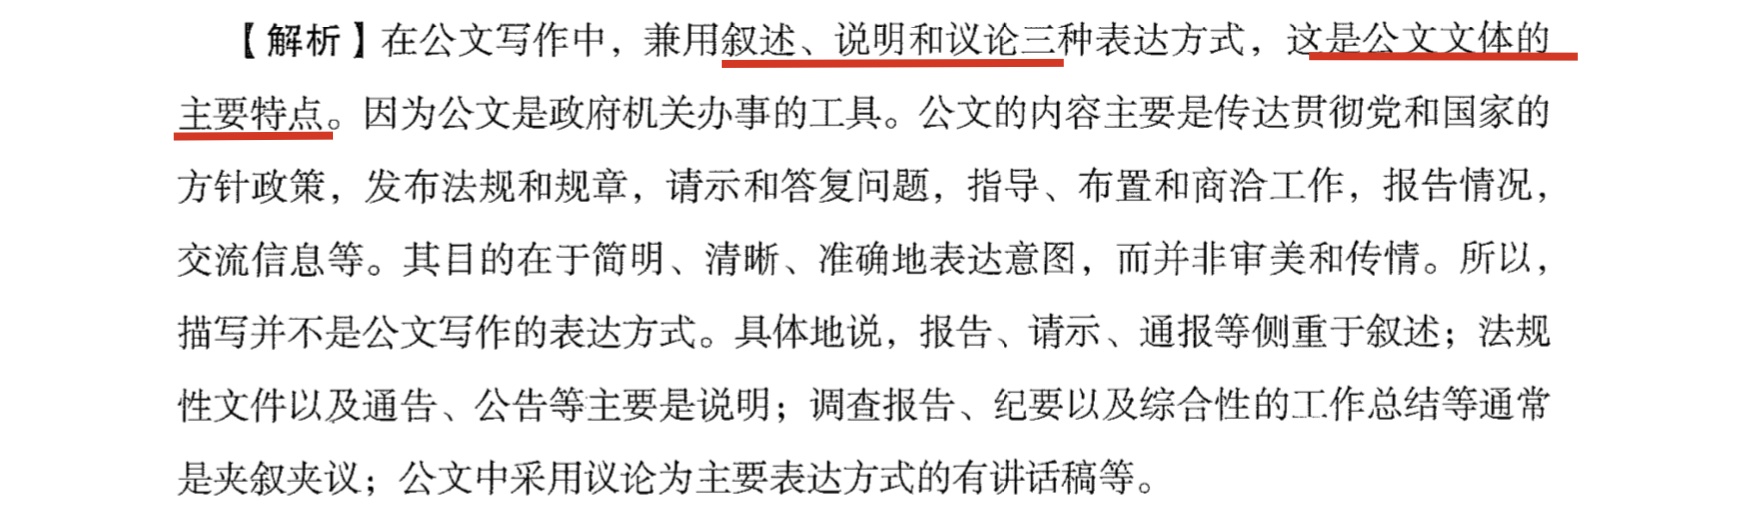 【解析】在公文写作中，兼用叙述、说明和议论三种表达方式，这是公文文体的
主要特点。因为公文是政府机关办事的工具。公文的内容主要是传达贯彻党和国家的
方针政策，发布法规和规章，请示和答复问题，指导、布置和商洽工作，报告情况，
交流信息等。其目的在于简明、清晰、准确地表达意图，而并非审美和传情。所以，
描写并不是公文写作的表达方式。具体地说，报告、请示、通报等侧重于叙述；法规
性文件以及通告、公告等主要是说明；调查报告、纪要以及综合性的工作总结等通常
是夹叙夹议；公文中采用议论为主要表达方式的有讲话稿等。